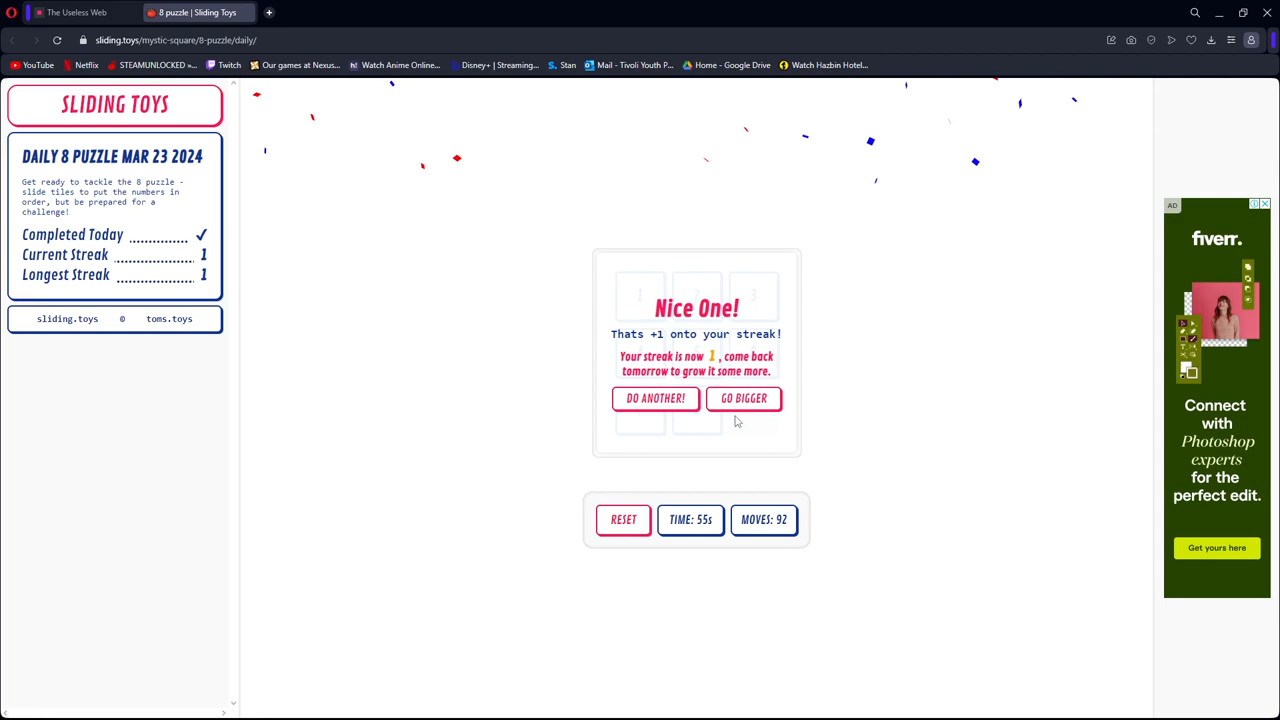 The Useless Web
8 puzzle | Sliding Toys
sliding.toys/mystic-square/8-puzzle/daily/
YouTube
Netflix
STEAMUNLOCKED »...
Twitch
Our games at Nexus...
Watch Anime Online...
Disney+ | Streaming...
Stan
Mail - Tivoli Youth P...
Home - Google Drive
Watch Hazbin Hotel...
SLIDING TOYS
DAILY 8 PUZZLE MAR 23 2024
Get ready to tackle the 8 puzzle -
slide tiles to put the numbers in
order, but be prepared for a
challenge!
Completed Today ✓
Current Streak 1
Longest Streak 1
sliding.toys © toms.toys
1 2 3
Nice One!
Thats +1 onto your streak!
Your streak is now 1 , come back
tomorrow to grow it some more.
DO ANOTHER!
GO BIGGER
RESET
TIME: 55s
MOVES: 92
AD
fiverr.
Connect
with
Photoshop
experts
for the
perfect edit.
Get yours here